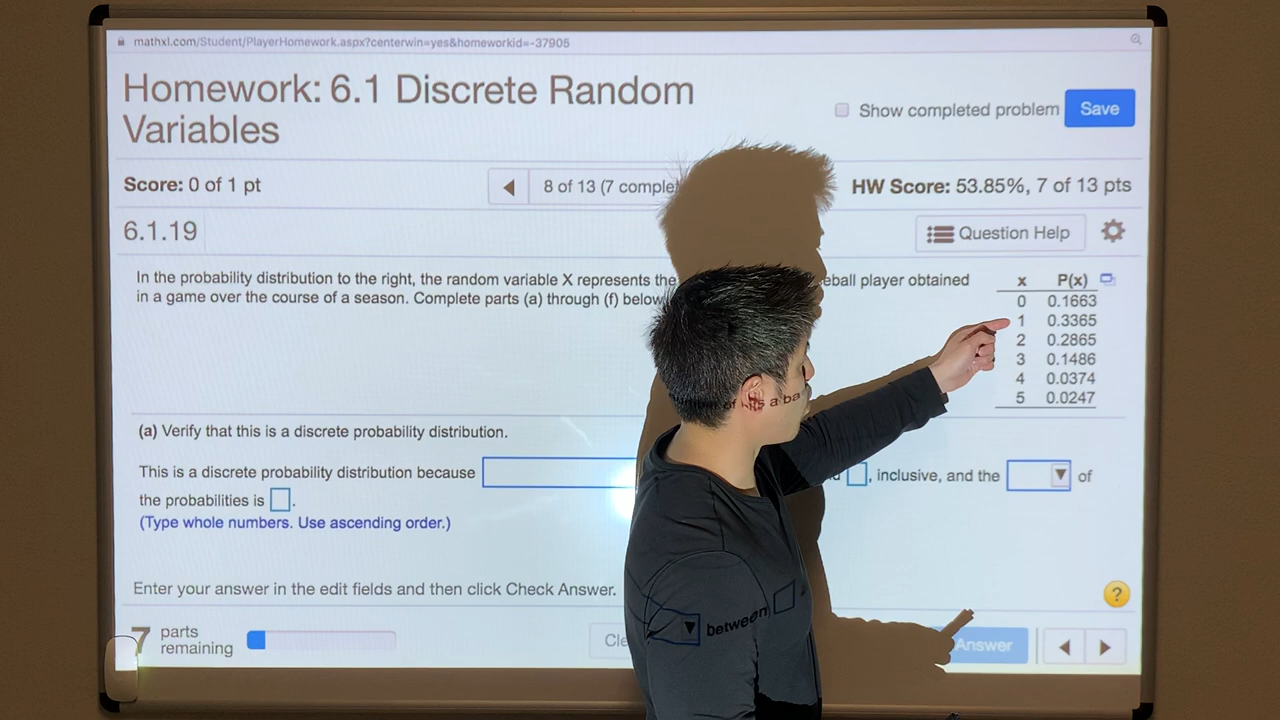 mathxl.com/Student/PlayerHomework.aspx?centerwin=yes&homeworkid=-37905
Homework: 6.1 Discrete Random
Variables
Show completed problem
Save
Score: 0 of 1 pt
8 of 13 (7 comple
HW Score: 53.85%, 7 of 13 pts
6.1.19
Question Help
In the probability distribution to the right, the random variable X represents the eball player obtained
in a game over the course of a season. Complete parts (a) through (f) below
x P(x)
0 0.1663
1 0.3365
2 0.2865
3 0.1486
4 0.0374
5 0.0247
a ba
(a) Verify that this is a discrete probability distribution.
This is a discrete probability distribution because , inclusive, and the of
the probabilities is .
(Type whole numbers. Use ascending order.)
Enter your answer in the edit fields and then click Check Answer.
?
between
7 parts
remaining
Cle
Answer